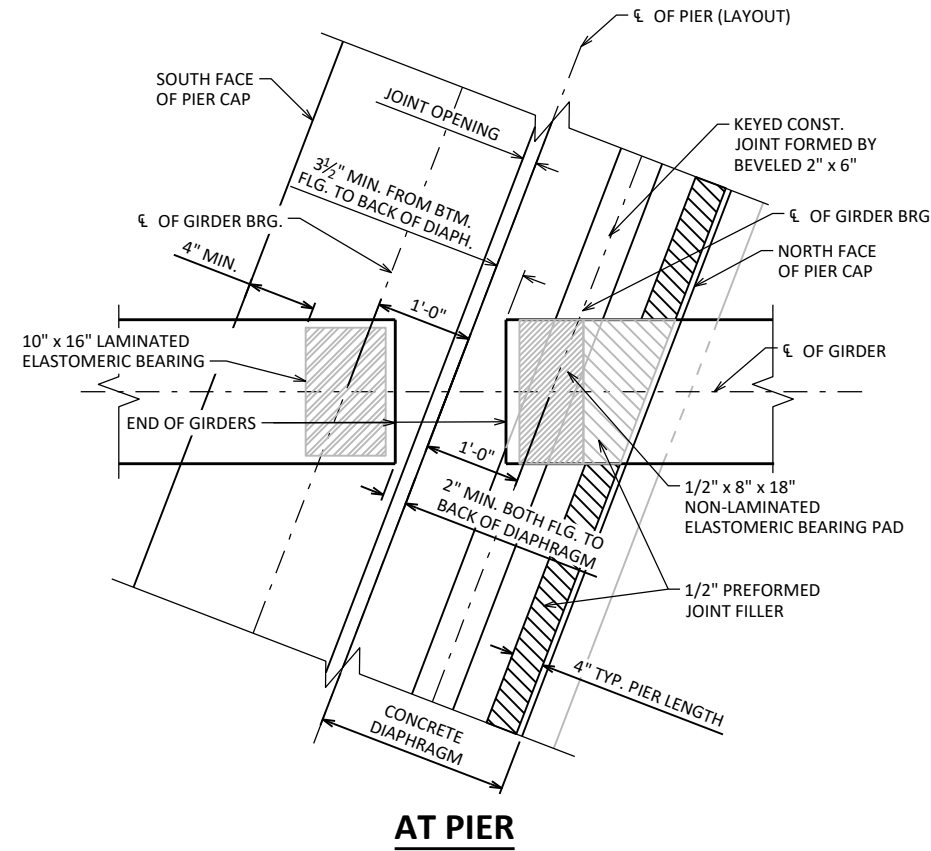 ℄ OF PIER (LAYOUT)
SOUTH FACE
OF PIER CAP
JOINT OPENING
KEYED CONST.
JOINT FORMED BY
BEVELED 2" x 6"
3½" MIN. FROM BTM.
FLG. TO BACK OF DIAPH.
℄ OF GIRDER BRG.
℄ OF GIRDER BRG
4" MIN.
NORTH FACE
OF PIER CAP
1'-0"
10" x 16" LAMINATED
ELASTOMERIC BEARING
℄ OF GIRDER
END OF GIRDERS
1'-0"
2" MIN. BOTH FLG. TO
BACK OF DIAPHRAGM
1/2" x 8" x 18"
NON-LAMINATED
ELASTOMERIC BEARING PAD
1/2" PREFORMED
JOINT FILLER
4" TYP. PIER LENGTH
CONCRETE
DIAPHRAGM
AT PIER